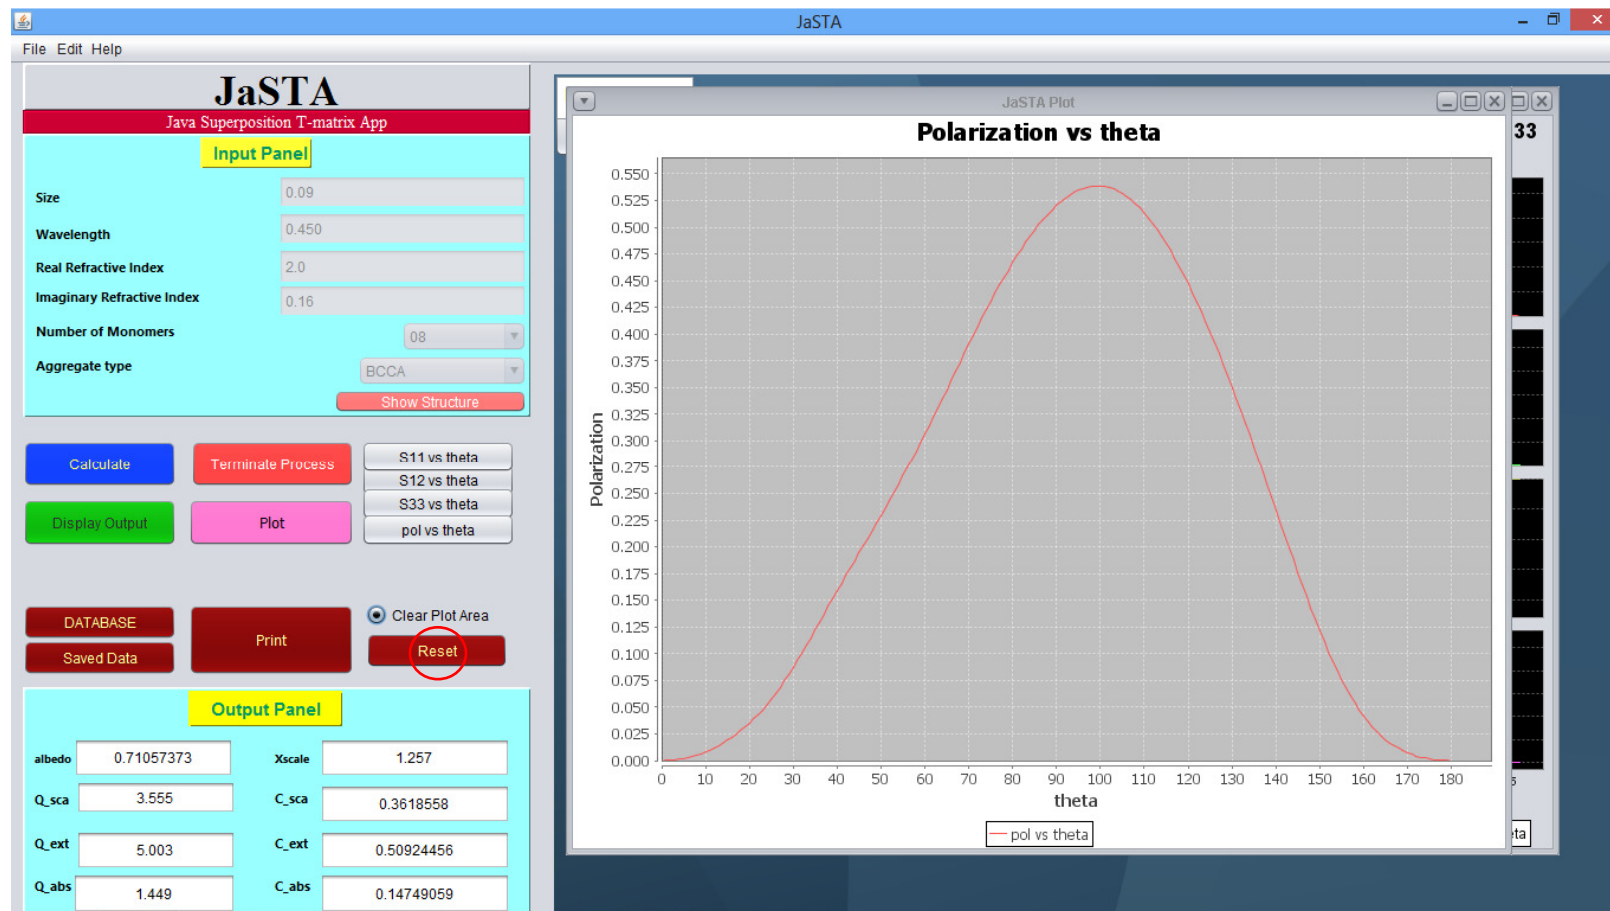 JaSTA
File Edit Help
JaSTA
Java Superposition T-matrix App
Input Panel
Size 0.09
Wavelength 0.450
Real Refractive Index 2.0
Imaginary Refractive Index 0.16
Number of Monomers 08
Aggregate type BCCA
Show Structure
Calculate Terminate Process S11 vs theta
S12 vs theta
Display Output Plot S33 vs theta
pol vs theta
DATABASE Print Clear Plot Area
Saved Data Reset
Output Panel
albedo 0.71057373 Xscale 1.257
Q_sca 3.555 C_sca 0.3618558
Q_ext 5.003 C_ext 0.50924456
Q_abs 1.449 C_abs 0.14749059
JaSTA Plot
Polarization vs theta
33
0.550
0.525
0.500
0.475
0.450
0.425
0.400
0.375
0.350
0.325
0.300
0.275
0.250
0.225
0.200
0.175
0.150
0.125
0.100
0.075
0.050
0.025
0.000
Polarization
0 10 20 30 40 50 60 70 80 90 100 110 120 130 140 150 160 170 180
theta
pol vs theta
ta